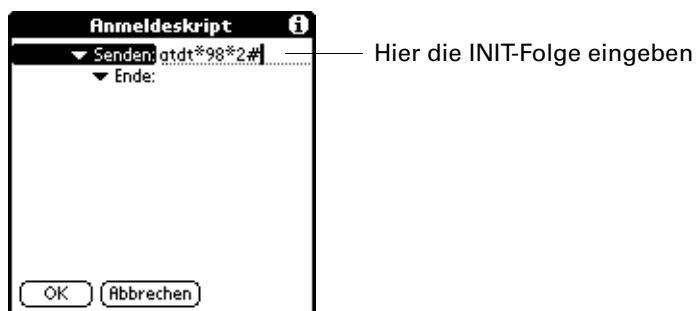 Anmeldeskript i
Senden: atdt*98*2# Hier die INIT-Folge eingeben
Ende:
OK Abbrechen